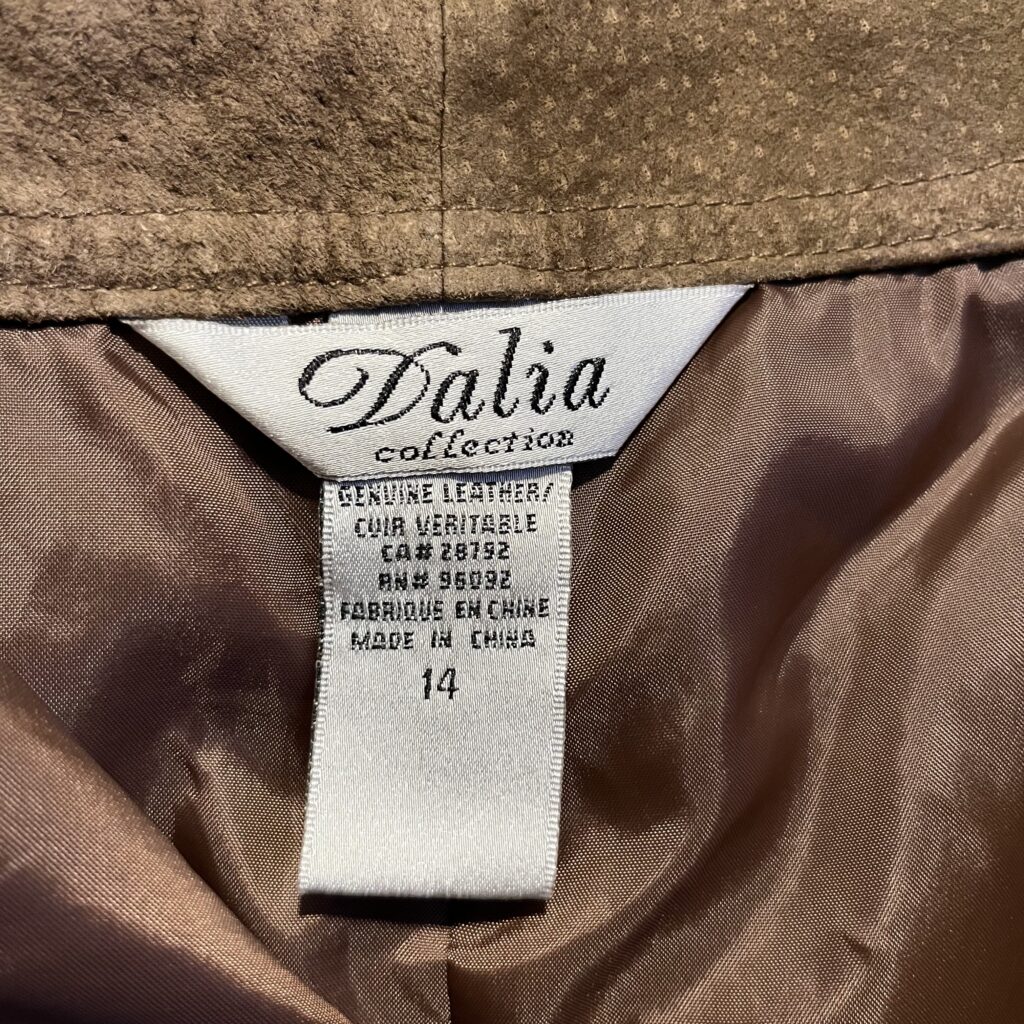 Dalia
collection
GENUINE LEATHER/
CUIR VERITABLE
CA# 28792
RN# 96092
FABRIQUE EN CHINE
MADE IN CHINA
14